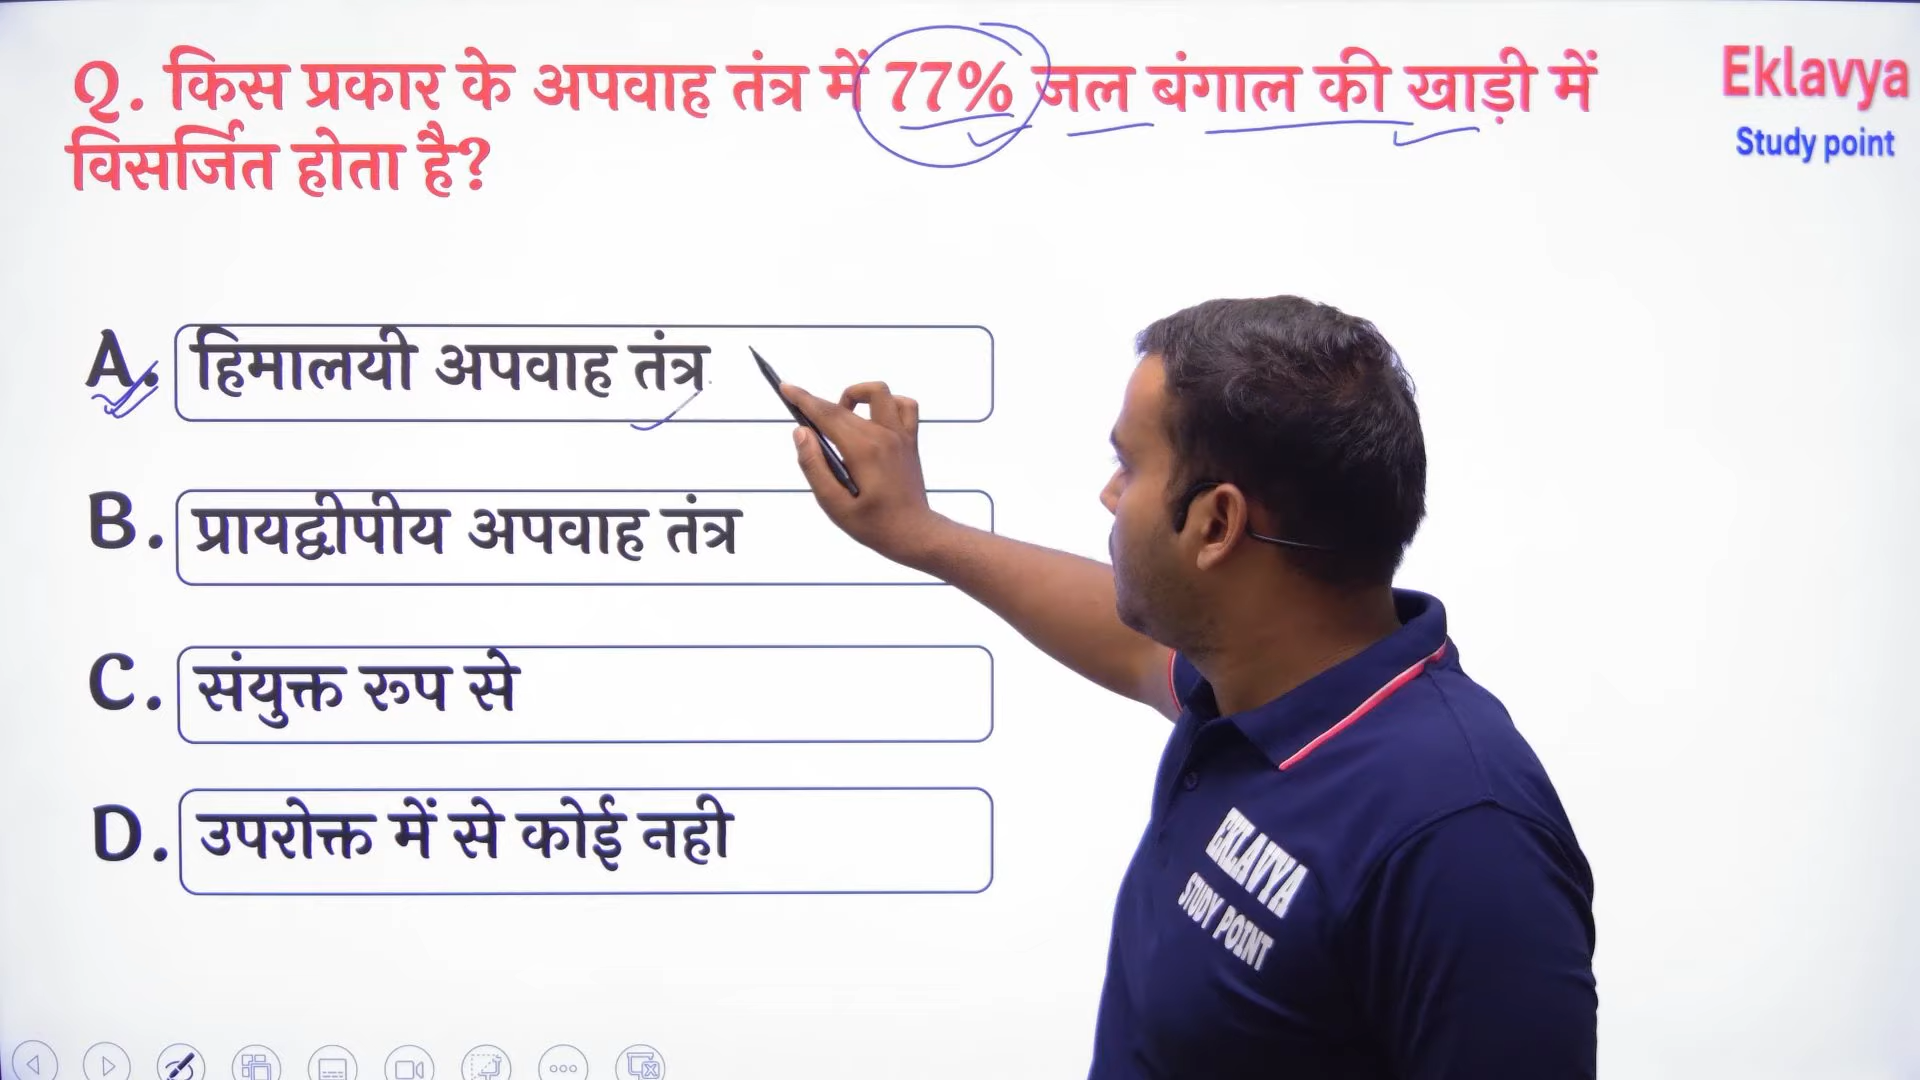 Q. किस प्रकार के अपवाह तंत्र में 77% जल बंगाल की खाड़ी में
विसर्जित होता है?
Eklavya
Study point
A. हिमालयी अपवाह तंत्र
B. प्रायद्वीपीय अपवाह तंत्र
C. संयुक्त रूप से
D. उपरोक्त में से कोई नही
EKLAVYA
STUDY POINT